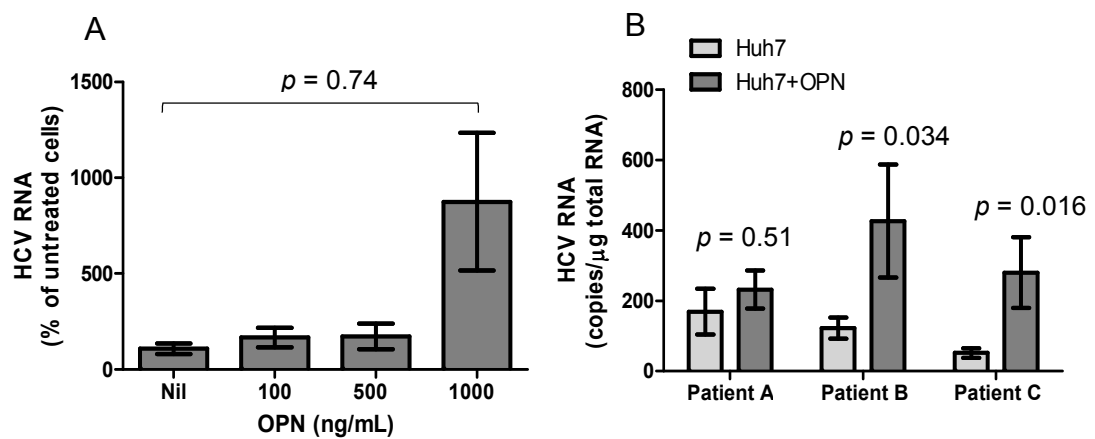 A
p = 0.74
1500
1000
500
0
HCV RNA
(% of untreated cells)
Nil
100
500
1000
OPN (ng/mL)
B
Huh7
Huh7+OPN
800
600
400
200
0
HCV RNA
(copies/μg total RNA)
p = 0.51
p = 0.034
p = 0.016
Patient A
Patient B
Patient C